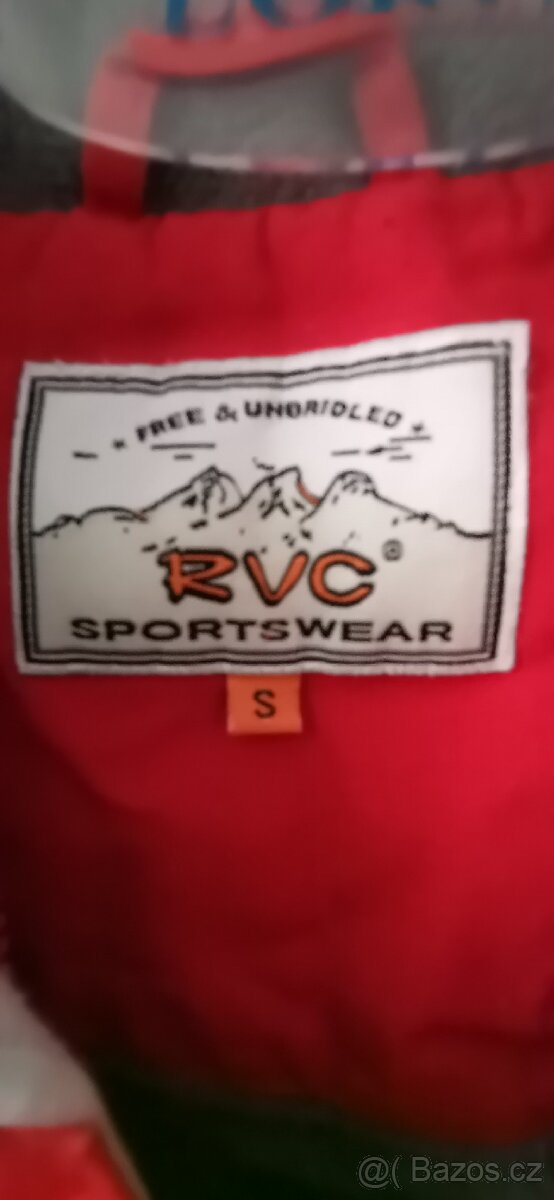 * FREE & UNBRIDLED *
RVC ®
SPORTSWEAR
S
@( Bazos.cz